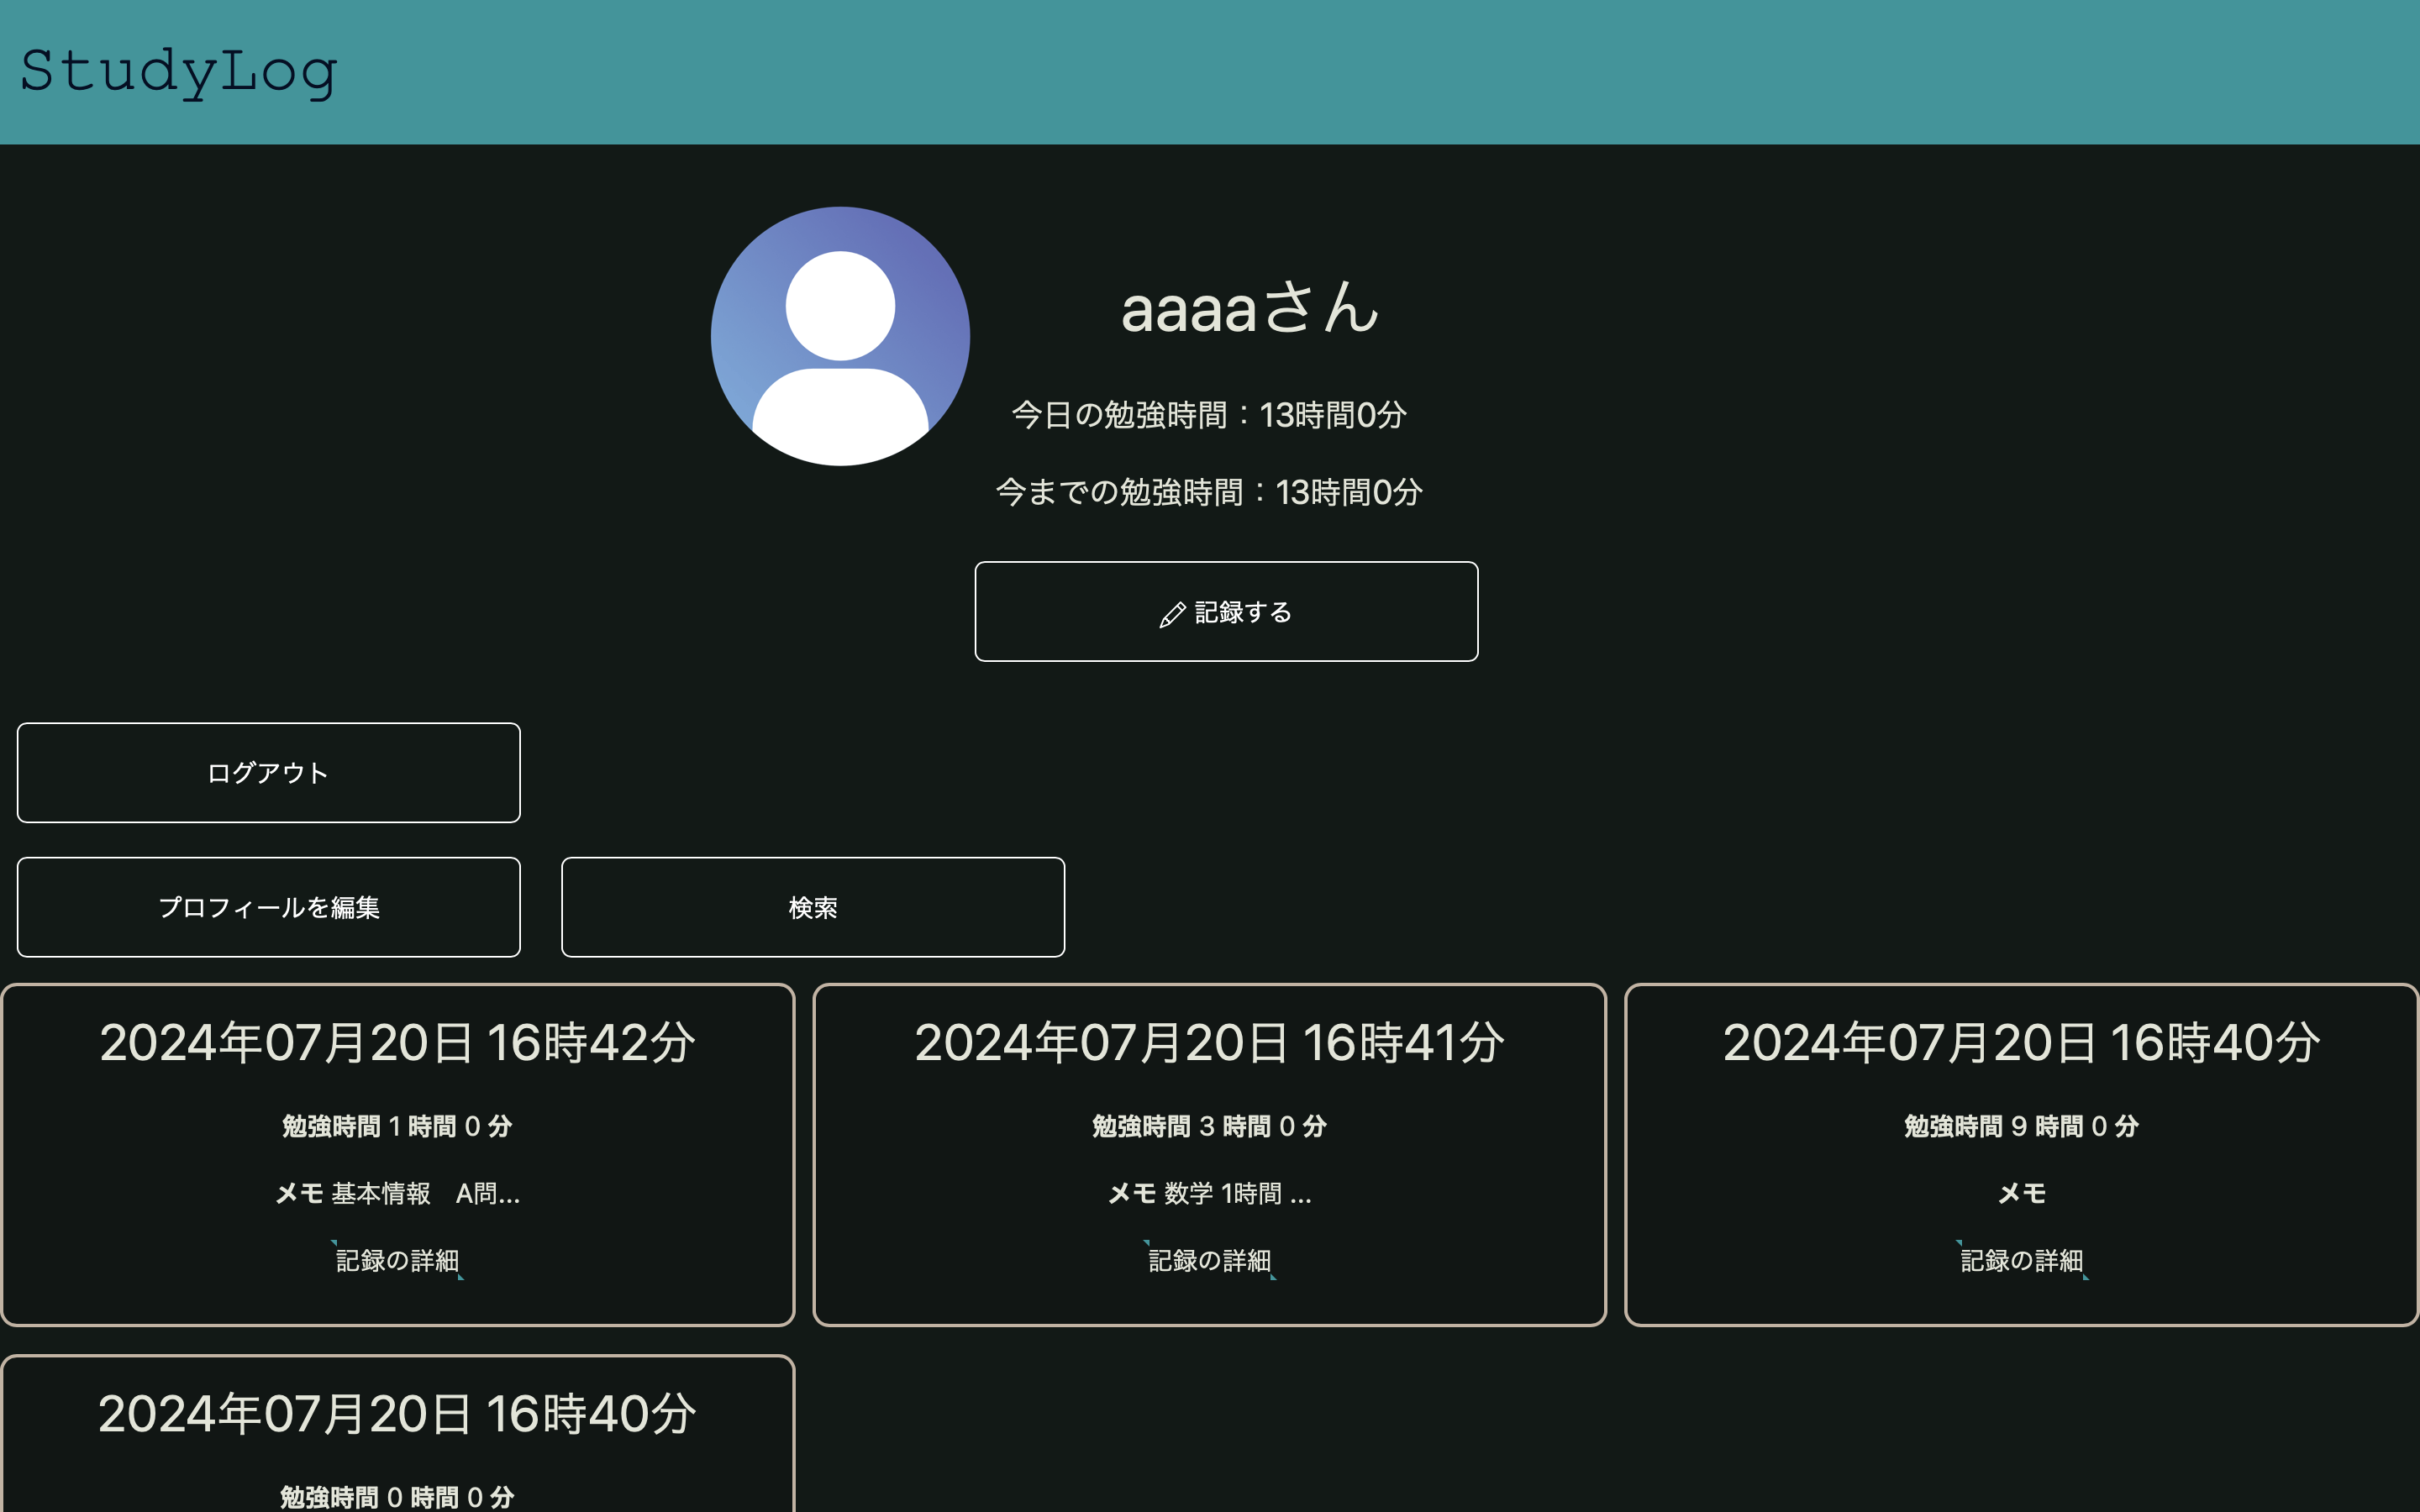 StudyLog
aaaaさん
今日の勉強時間：13時間0分
今までの勉強時間：13時間0分
記録する
ログアウト
プロフィールを編集
検索
2024年07月20日 16時42分
勉強時間 1 時間 0 分
メモ 基本情報　A問...
記録の詳細
2024年07月20日 16時41分
勉強時間 3 時間 0 分
メモ 数学 1時間 ...
記録の詳細
2024年07月20日 16時40分
勉強時間 9 時間 0 分
メモ
記録の詳細
2024年07月20日 16時40分
勉強時間 0 時間 0 分